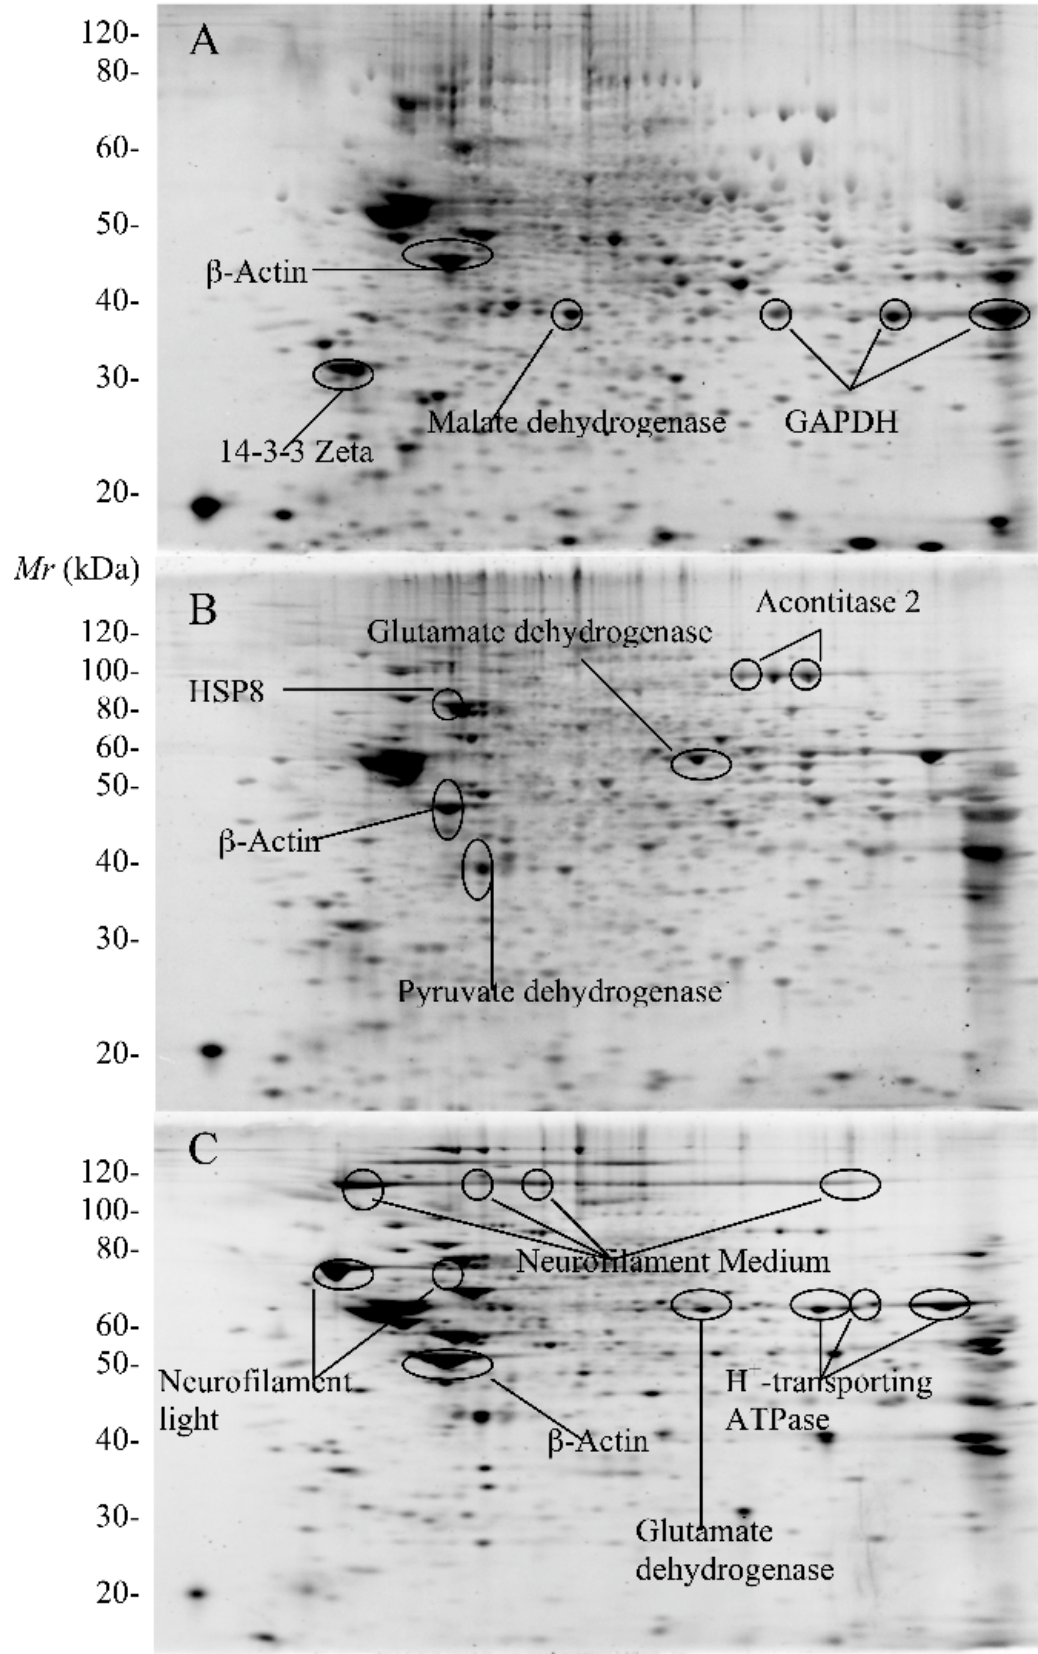 120-
A
80-
60-
50-
β-Actin
40-
30-
Malate dehydrogenase
GAPDH
14-3-3 Zeta
20-
Mr (kDa)
B
Acontitase 2
120-
Glutamate dehydrogenase
100-
HSP8
80-
60-
50-
β-Actin
40-
30-
Pyruvate dehydrogenase
20-
C
120-
100-
80-
Neurofilament Medium
60-
50-
Neurofilament
light
H⁻-transporting
ATPase
40-
β-Actin
30-
Glutamate
dehydrogenase
20-